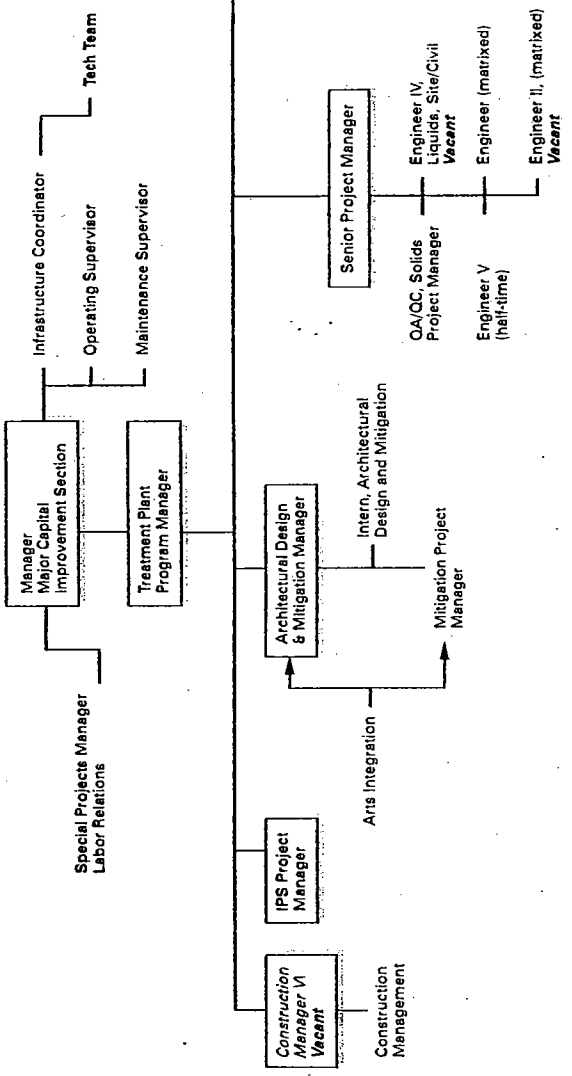 Manager
Major Capital
Improvement Section
Special Projects Manager
Labor Relations
Infrastructure Coordinator
Tech Team
Operating Supervisor
Maintenance Supervisor
Treatment Plant
Program Manager
Construction
Manager VI
Vacant
Construction
Management
IPS Project
Manager
Architectural Design
& Mitigation Manager
Arts Integration
Intern, Architectural
Design and Mitigation
Mitigation Project
Manager
Senior Project Manager
QA/QC, Solids
Project Manager
Engineer IV,
Liquids, Site/Civil
Vacant
Engineer V
(half-time)
Engineer (matrixed)
Engineer II, (matrixed)
Vacant